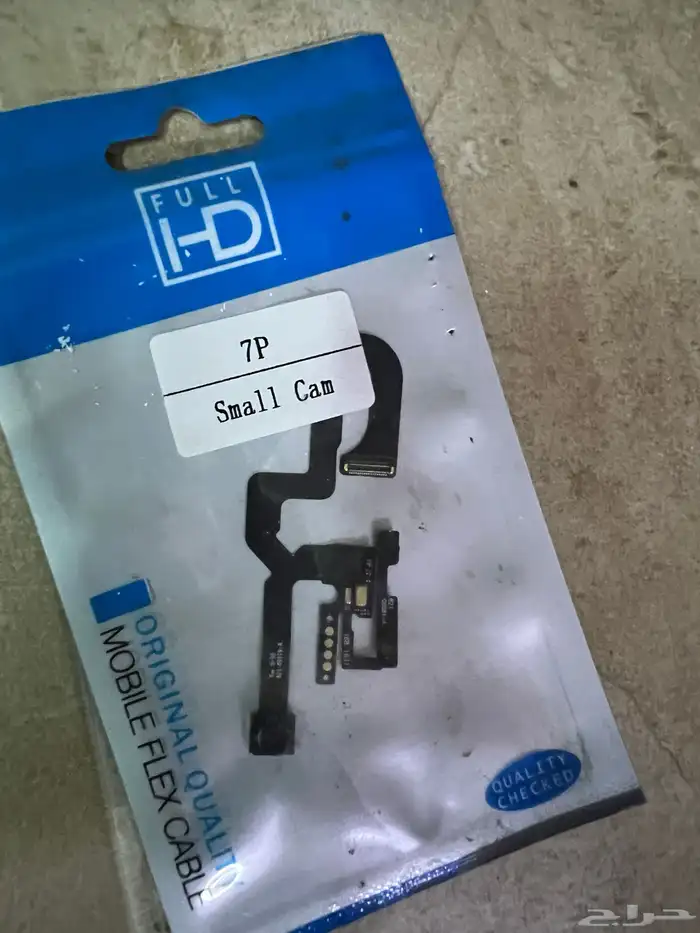 FULL
HD
7P
Small Cam
ORIGINAL QUALITY
MOBILE FLEX CABLE
QUALITY
CHECKED
حراج